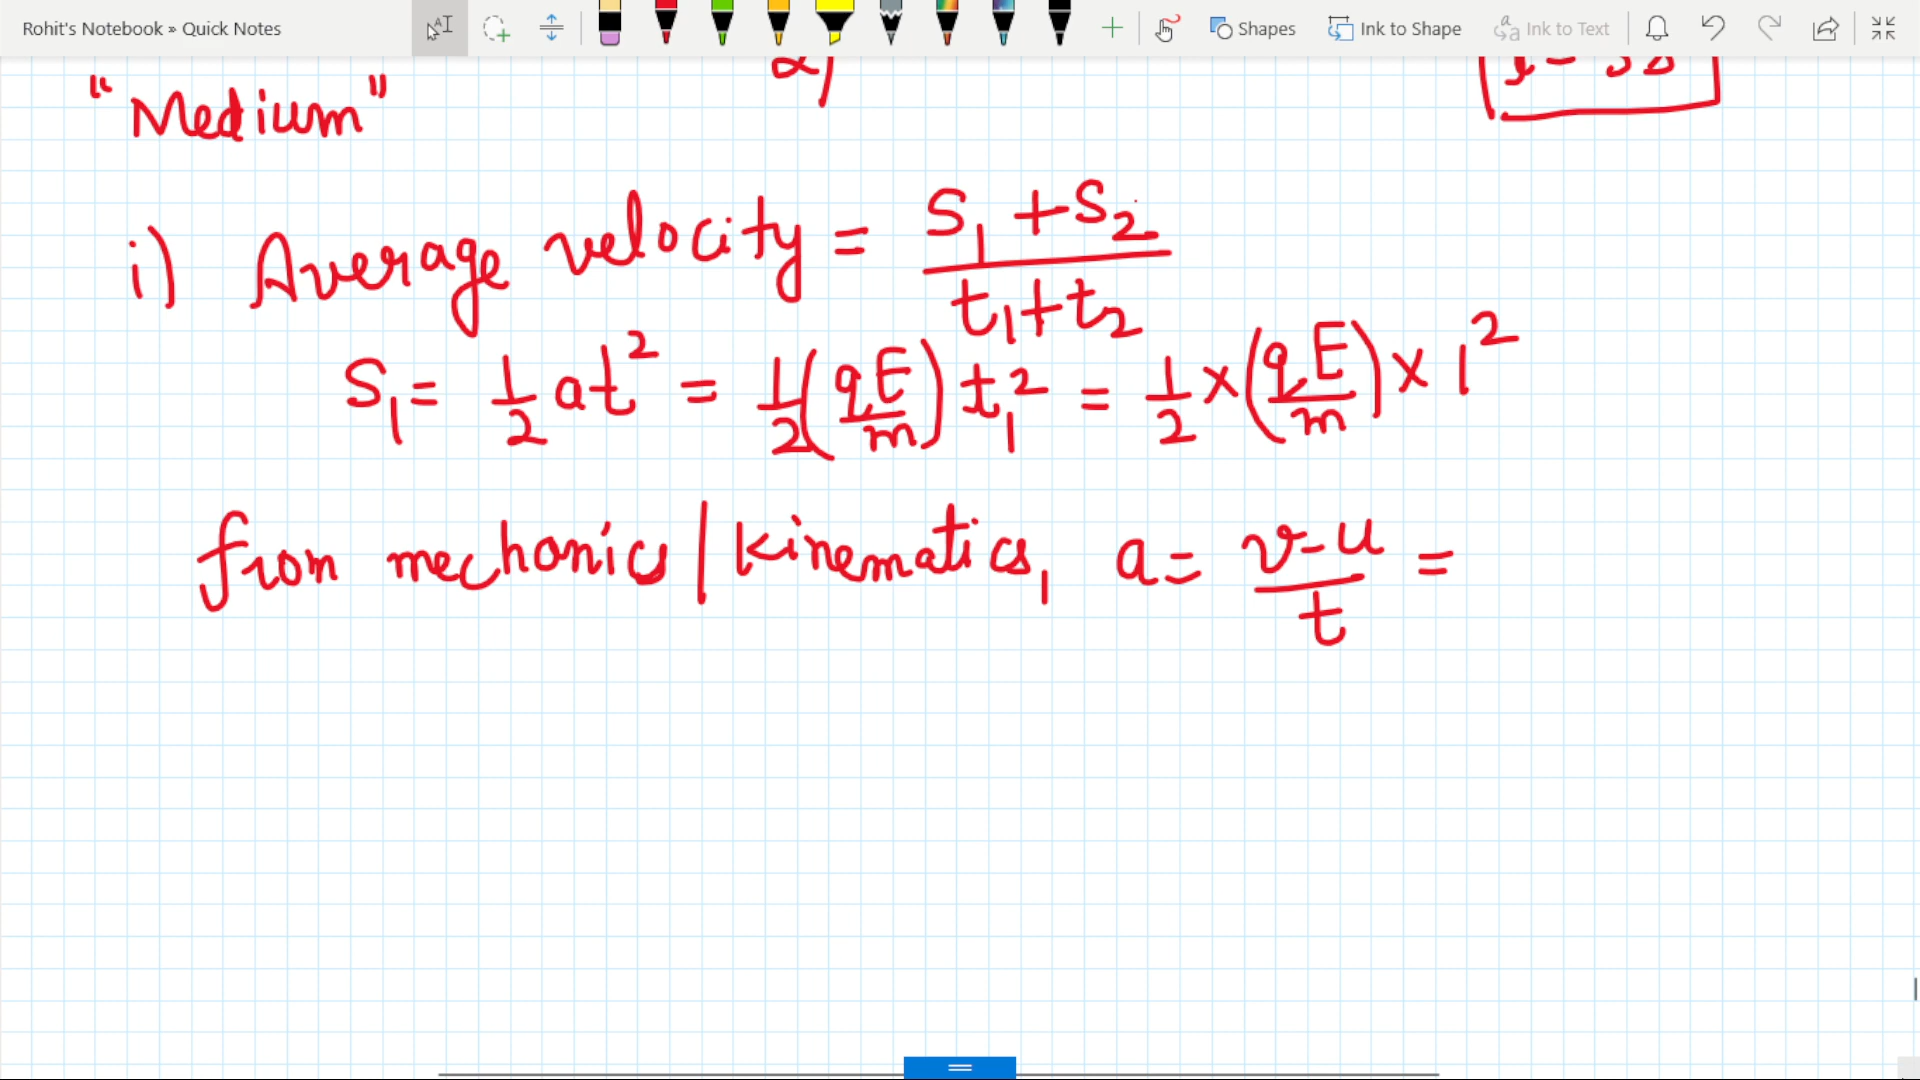 Rohit's Notebook » Quick Notes
Shapes
Ink to Shape
Ink to Text
"Medium"
i) Average velocity = (S₁ + S₂)/(t₁ + t₂)
S₁ = 1/2 at² = 1/2 (qE/m) t₁² = 1/2 × (qE/m) × 1²
from mechanics / kinematics, a = (v - u)/t =